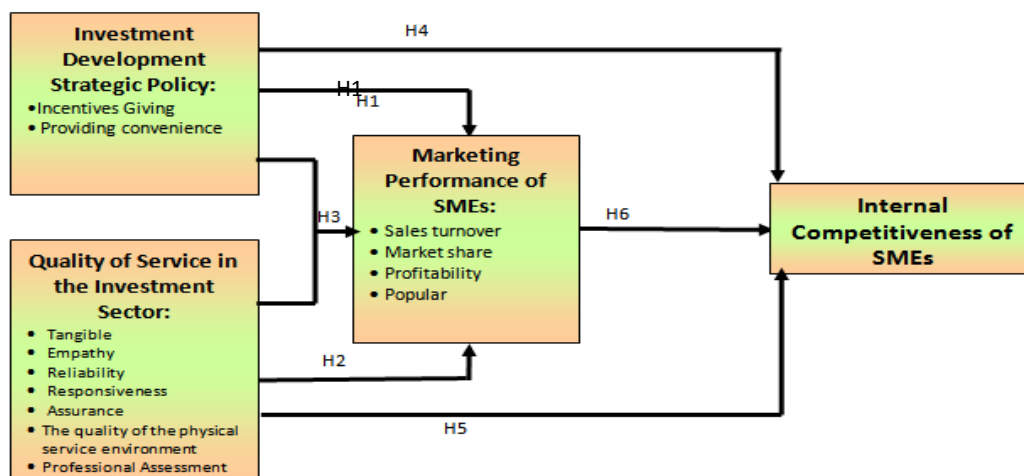 Investment
Development
Strategic Policy:
•Incentives Giving
• Providing convenience
H4
H1
H1
Marketing
Performance of
SMEs:
• Sales turnover
• Market share
• Profitability
• Popular
H3
H6
Internal
Competitiveness of
SMEs
Quality of Service in
the Investment
Sector:
• Tangible
• Empathy
• Reliability
• Responsiveness
• Assurance
• The quality of the physical
service environment
• Professional Assessment
H2
H5